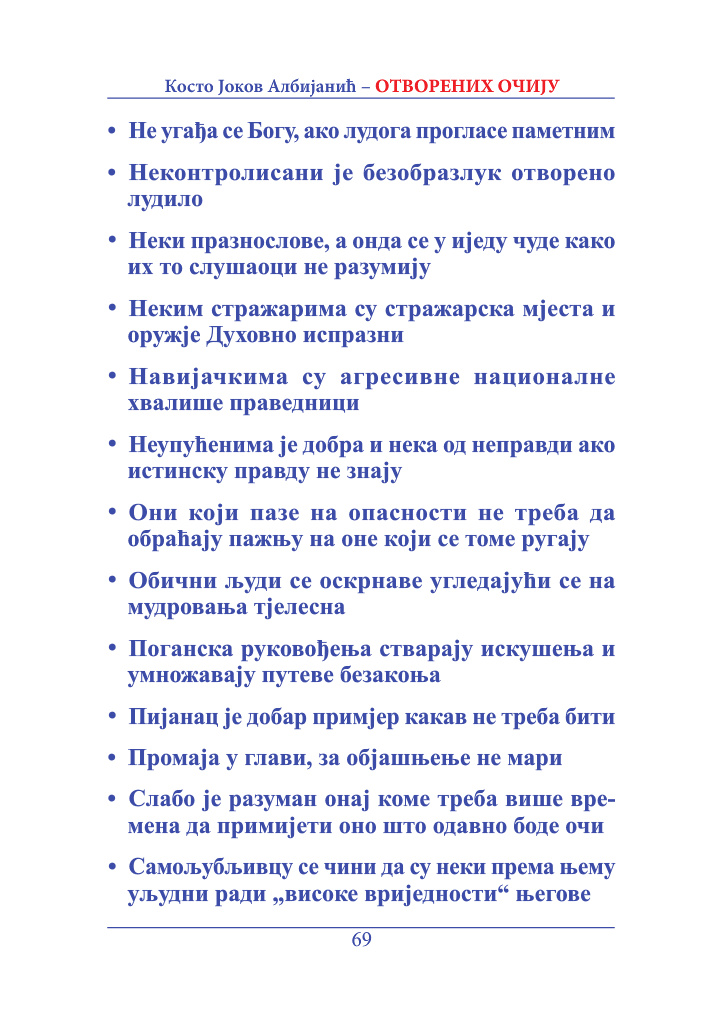 Косто Јоков Албијанић – ОТВОРЕНИХ ОЧИЈУ
• Не угађа се Богу, ако лудога прогласе паметним
• Неконтролисани је безобразлук отворено
лудило
• Неки празнослове, а онда се у иједу чуде како
их то слушаоци не разумију
• Неким стражарима су стражарска мјеста и
оружје Духовно испразни
• Навијачкима су агресивне националне
хвалише праведници
• Неупућенима је добра и нека од неправди ако
истинску правду не знају
• Они који пазе на опасности не треба да
обраћају пажњу на оне који се томе ругају
• Обични људи се оскрнаве угледајући се на
мудровања тјелесна
• Поганска руковођења стварају искушења и
умножавају путеве безакоња
• Пијанац је добар примјер какав не треба бити
• Промаја у глави, за објашњење не мари
• Слабо је разуман онај коме треба више вре-
мена да примијети оно што одавно боде очи
• Самољубљивцу се чини да су неки према њему
уљудни ради „високе вриједности“ његове
69